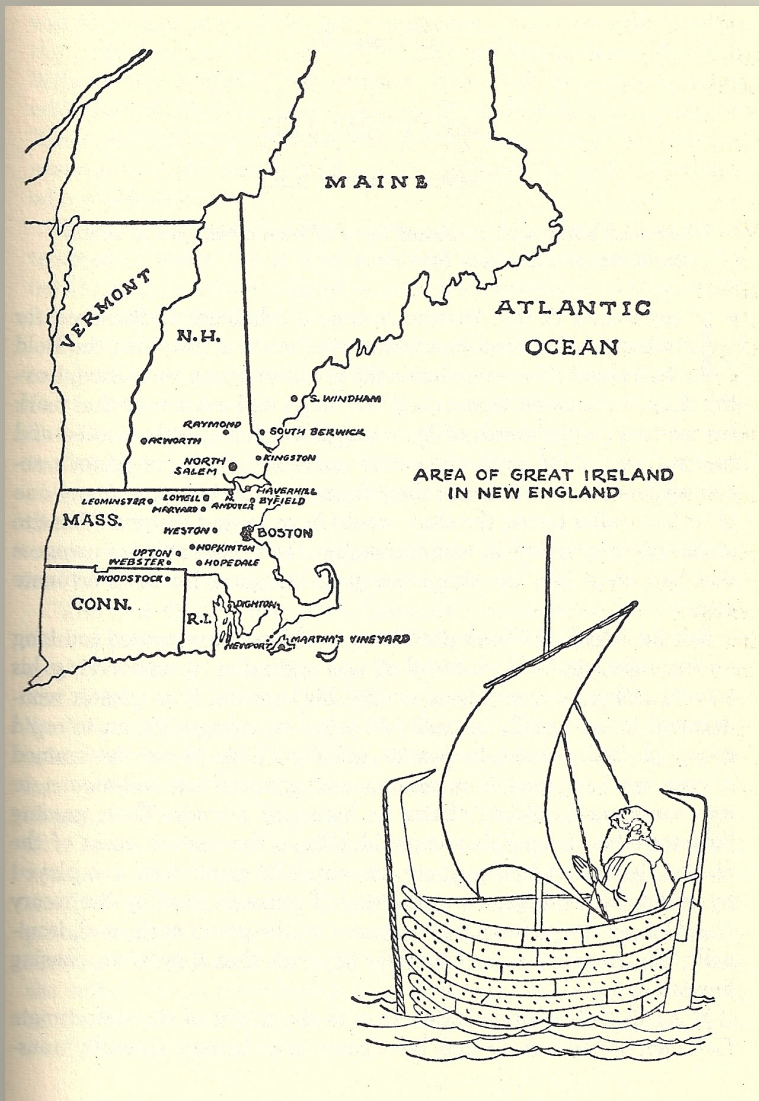 MAINE
VERMONT
N.H.
ATLANTIC
OCEAN
S. WINDHAM
RAYMOND
SOUTH BERWICK
ACWORTH
KINGSTON
NORTH
SALEM
AREA OF GREAT IRELAND
IN NEW ENGLAND
HAVERHILL
LEOMINSTER
LOWELL
N.
ANDOVER
BYFIELD
HARVARD
MASS.
WESTON
BOSTON
HOPKINTON
UPTON
WEBSTER
HOPEDALE
WOODSTOCK
CONN.
R.I.
DIGHTON
NEWPORT
MARTHA'S VINEYARD